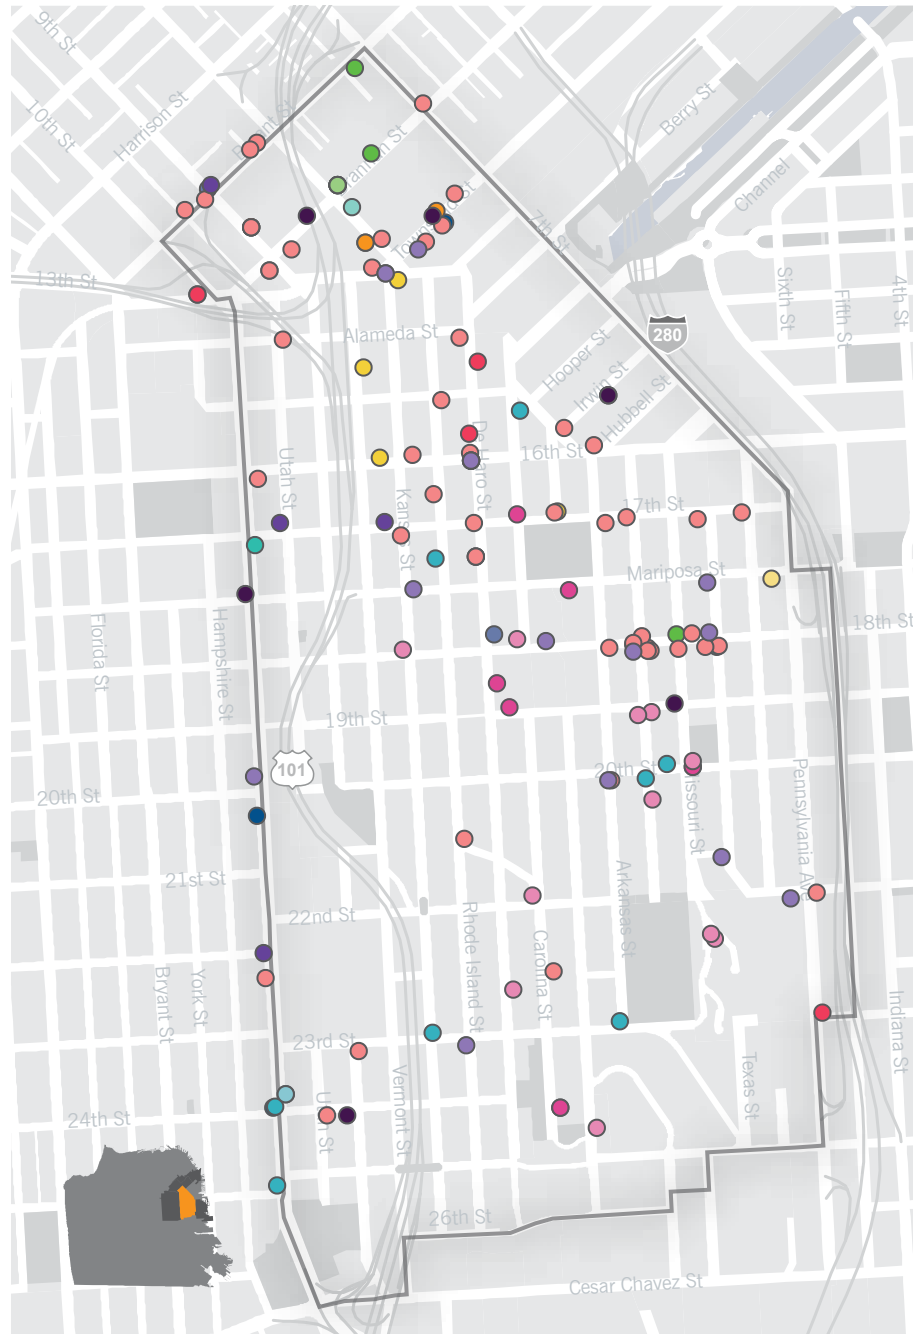 9th St
10th St
Harrison St
Berry St
Channel
7th St
13th St
Sixth St
Fifth St
4th St
Alameda St
280
Hooper St
Irwin St
Hubbell St
De Haro St
16th St
Utah St
Kansas St
17th St
Mariposa St
18th St
Florida St
Hampshire St
19th St
101
20th St
20th St
Pennsylvania Ave
21st St
22nd St
Arkansas St
Rhode Island St
Carolina St
Bryant St
York St
23rd St
Indiana St
Vermont St
Texas St
24th St
26th St
Cesar Chavez St